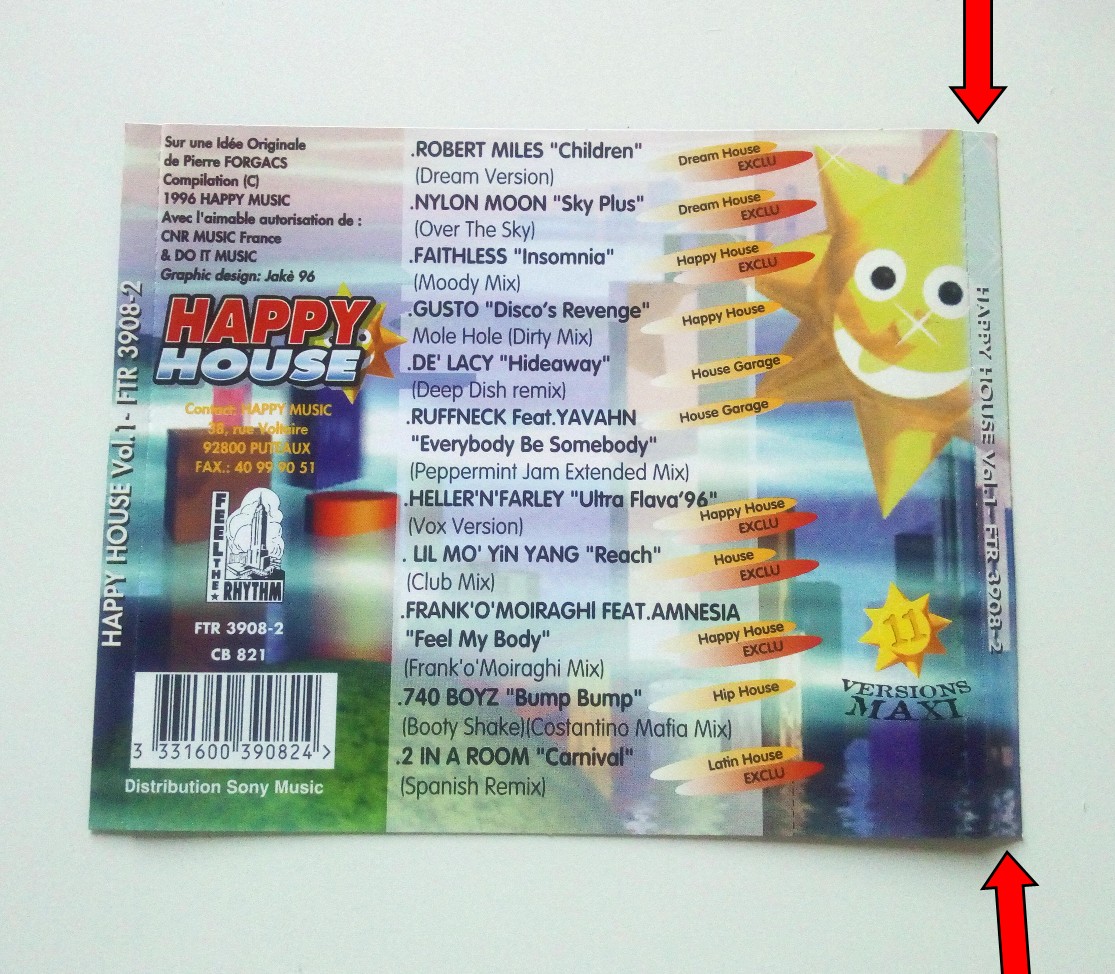 HAPPY HOUSE Vol.1 - FTR 3908-2
Sur une Idée Originale
de Pierre FORGACS
Compilation (C)
1996 HAPPY MUSIC
Avec l'aimable autorisation de :
CNR MUSIC France
& DO IT MUSIC
Graphic design: Jakè 96
HAPPY
HOUSE
Contact: HAPPY MUSIC
38, rue Voltaire
92800 PUTEAUX
FAX.: 40 99 90 51
FEEL THE
RHYTHM
FTR 3908-2
CB 821
3 331600 390824 >
Distribution Sony Music
.ROBERT MILES "Children"
(Dream Version)
Dream House
EXCLU
.NYLON MOON "Sky Plus"
(Over The Sky)
Dream House
EXCLU
.FAITHLESS "Insomnia"
(Moody Mix)
Happy House
EXCLU
.GUSTO "Disco's Revenge"
Mole Hole (Dirty Mix)
Happy House
.DE' LACY "Hideaway"
(Deep Dish remix)
House Garage
.RUFFNECK Feat.YAVAHN
"Everybody Be Somebody"
(Peppermint Jam Extended Mix)
House Garage
.HELLER'N'FARLEY "Ultra Flava'96"
(Vox Version)
Happy House
EXCLU
. LIL MO' YiN YANG "Reach"
(Club Mix)
House
EXCLU
.FRANK'O'MOIRAGHI FEAT.AMNESIA
"Feel My Body"
(Frank'o'Moiraghi Mix)
Happy House
EXCLU
.740 BOYZ "Bump Bump"
(Booty Shake)(Costantino Mafia Mix)
Hip House
.2 IN A ROOM "Carnival"
(Spanish Remix)
Latin House
EXCLU
11
VERSIONS
MAXI
HAPPY HOUSE Vol.1 - FTR 3908-2